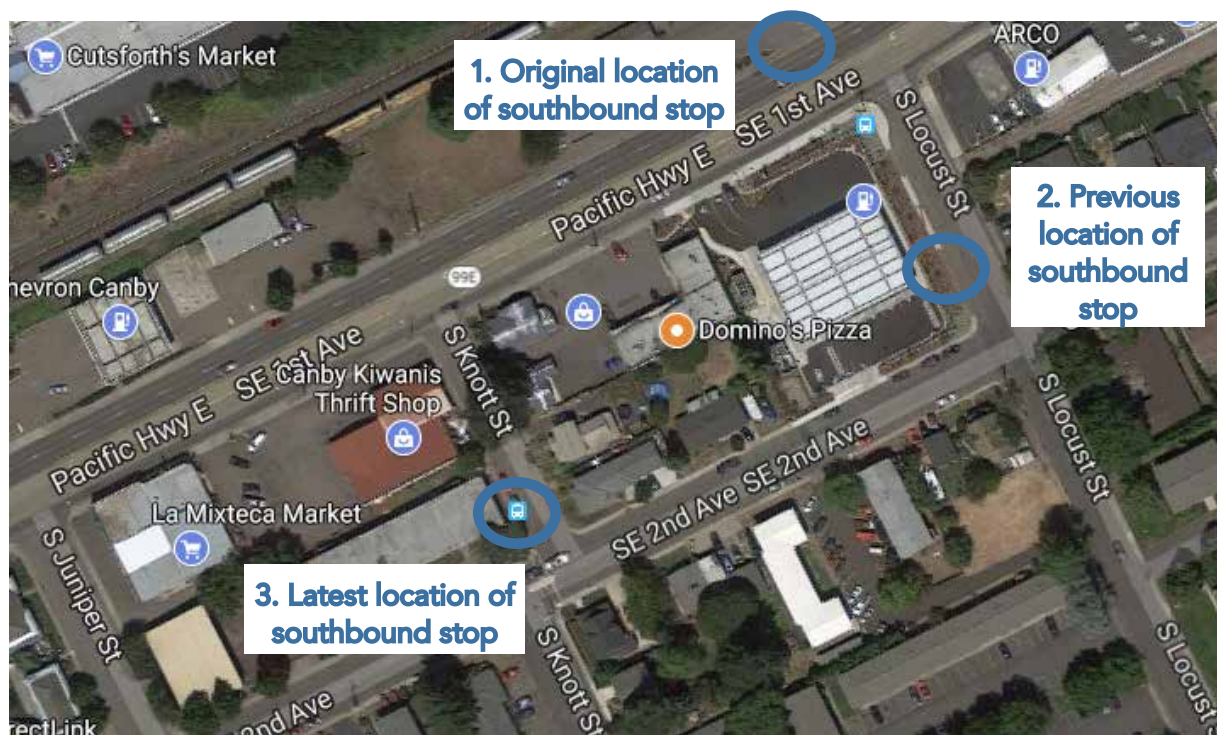 Cutsforth's Market
1. Original location
of southbound stop
ARCO
Pacific Hwy E
SE 1st Ave
S Locust St
2. Previous
location of
southbound
stop
hevron Canby
99E
Domino's Pizza
SE 1st Ave
Canby Kiwanis
Thrift Shop
S Knott St
S Locust St
Pacific Hwy E
SE 2nd Ave
SE 2nd Ave
La Mixteca Market
S Juniper St
3. Latest location of
southbound stop
S Knott St
S Locust
2nd Ave
rectLink